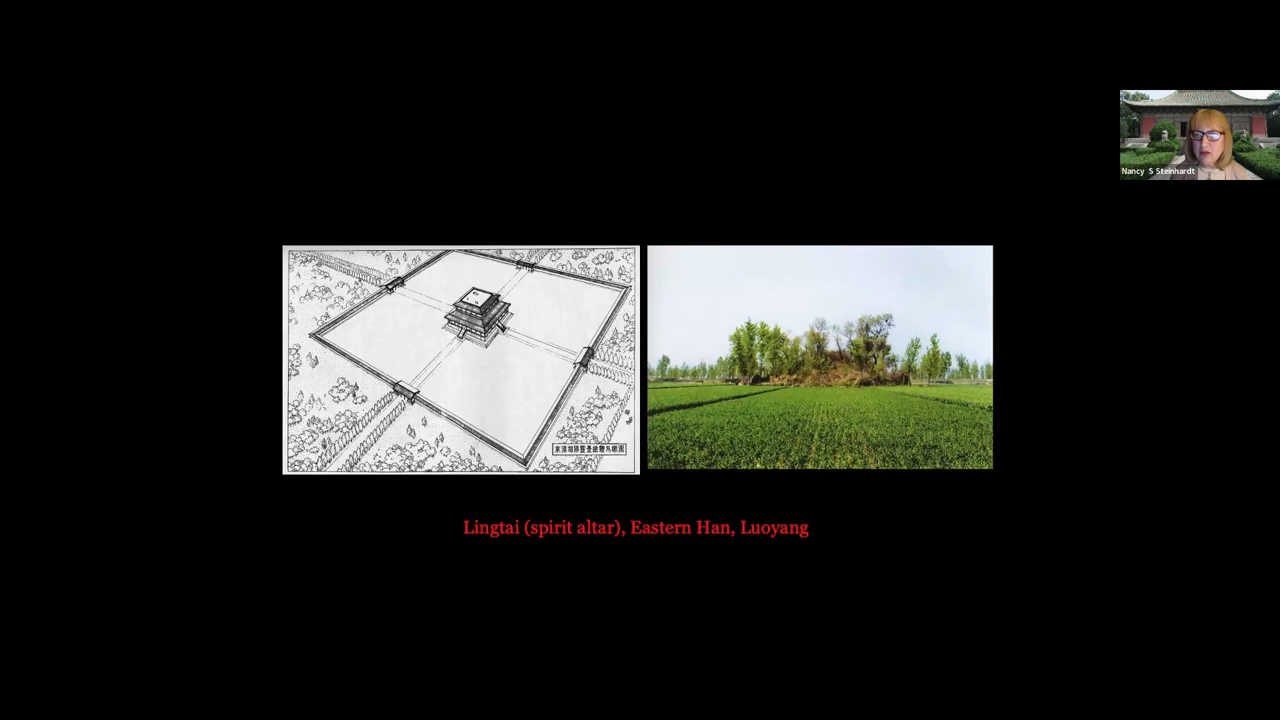 Nancy S Steinhardt
Lingtai (spirit altar), Eastern Han, Luoyang